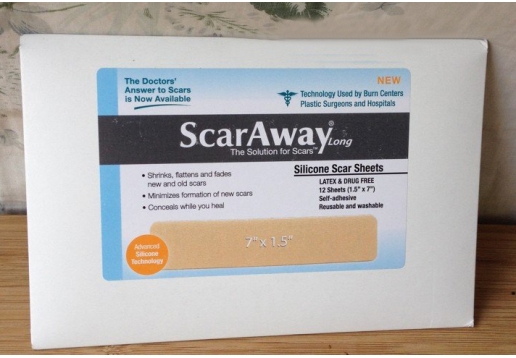 The Doctors'
Answer to Scars
is Now Available
NEW
Technology Used by Burn Centers
Plastic Surgeons and Hospitals
ScarAway® Long
The Solution for Scars™
Silicone Scar Sheets
• Shrinks, flattens and fades
new and old scars
• Minimizes formation of new scars
• Conceals while you heal
LATEX & DRUG FREE
12 Sheets (1.5" x 7")
Self-adhesive
Reusable and washable
Advanced
Silicone
Technology
7" x 1.5"